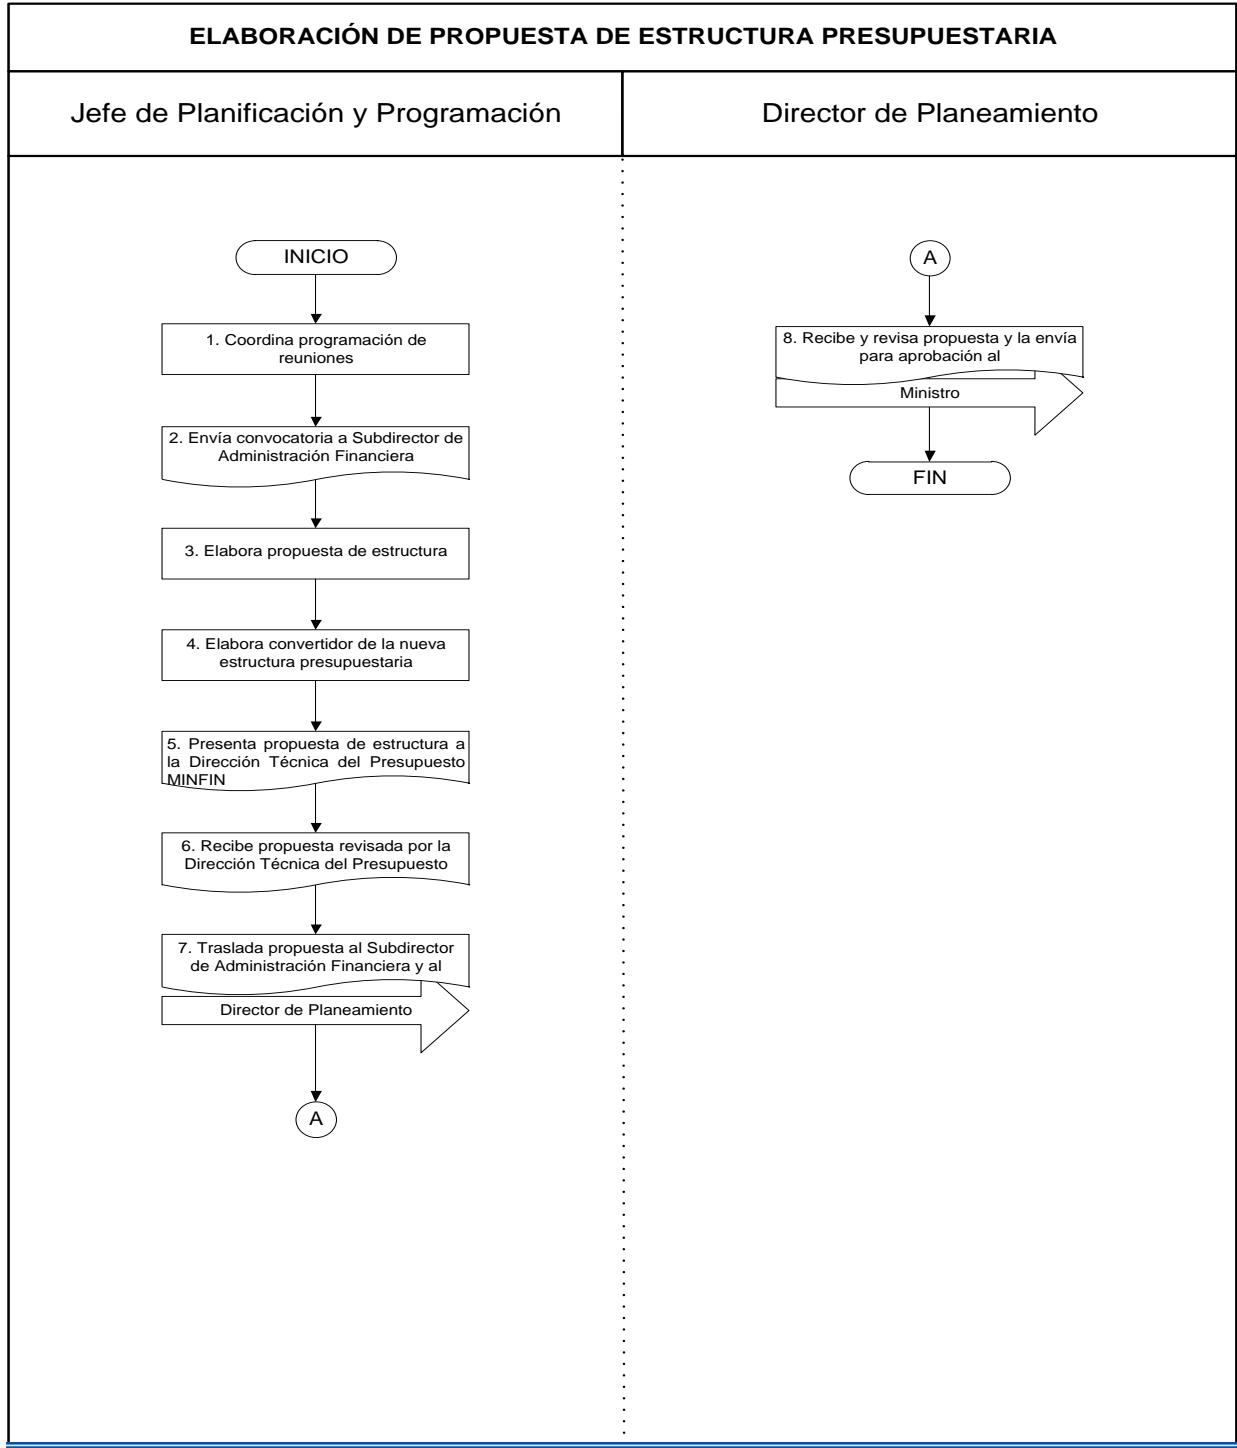 ELABORACIÓN DE PROPUESTA DE ESTRUCTURA PRESUPUESTARIA
Jefe de Planificación y Programación
Director de Planeamiento
INICIO
1. Coordina programación de
reuniones
2. Envía convocatoria a Subdirector de
Administración Financiera
3. Elabora propuesta de estructura
4. Elabora convertidor de la nueva
estructura presupuestaria
5. Presenta propuesta de estructura a
la Dirección Técnica del Presupuesto
MINFIN
6. Recibe propuesta revisada por la
Dirección Técnica del Presupuesto
7. Traslada propuesta al Subdirector
de Administración Financiera y al
Director de Planeamiento
A
A
8. Recibe y revisa propuesta y la envía
para aprobación al
Ministro
FIN